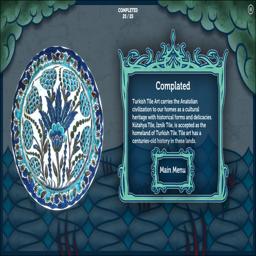 COMPLETED
25 / 25
Complated
Turkish Tile Art carries the Anatolian
civilization to our homes as a cultural
heritage with historical forms and delicacies.
Kütahya Tile, İznik Tile, is accepted as the
homeland of Turkish Tile. Tile art has a
centuries-old history in these lands.
Main Menu